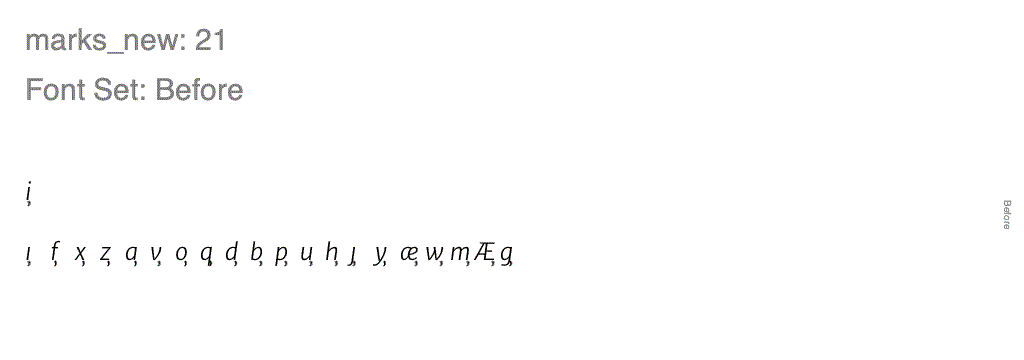 marks_new: 21
Font Set: Before
i̦
ı̦ f̦ x̦ z̦ a̦ v̦ o̦ q̦ d̦ b̦ p̦ u̦ h̦ ȷ̦ y̦ æ̦ w̦ m̦ Æ̦ g̦
Before